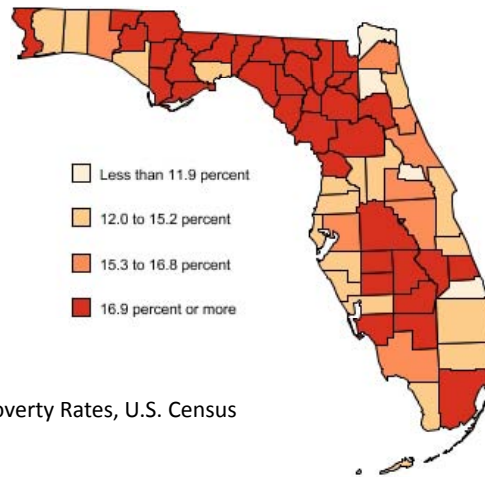 Less than 11.9 percent
12.0 to 15.2 percent
15.3 to 16.8 percent
16.9 percent or more
Rates, U.S. Census